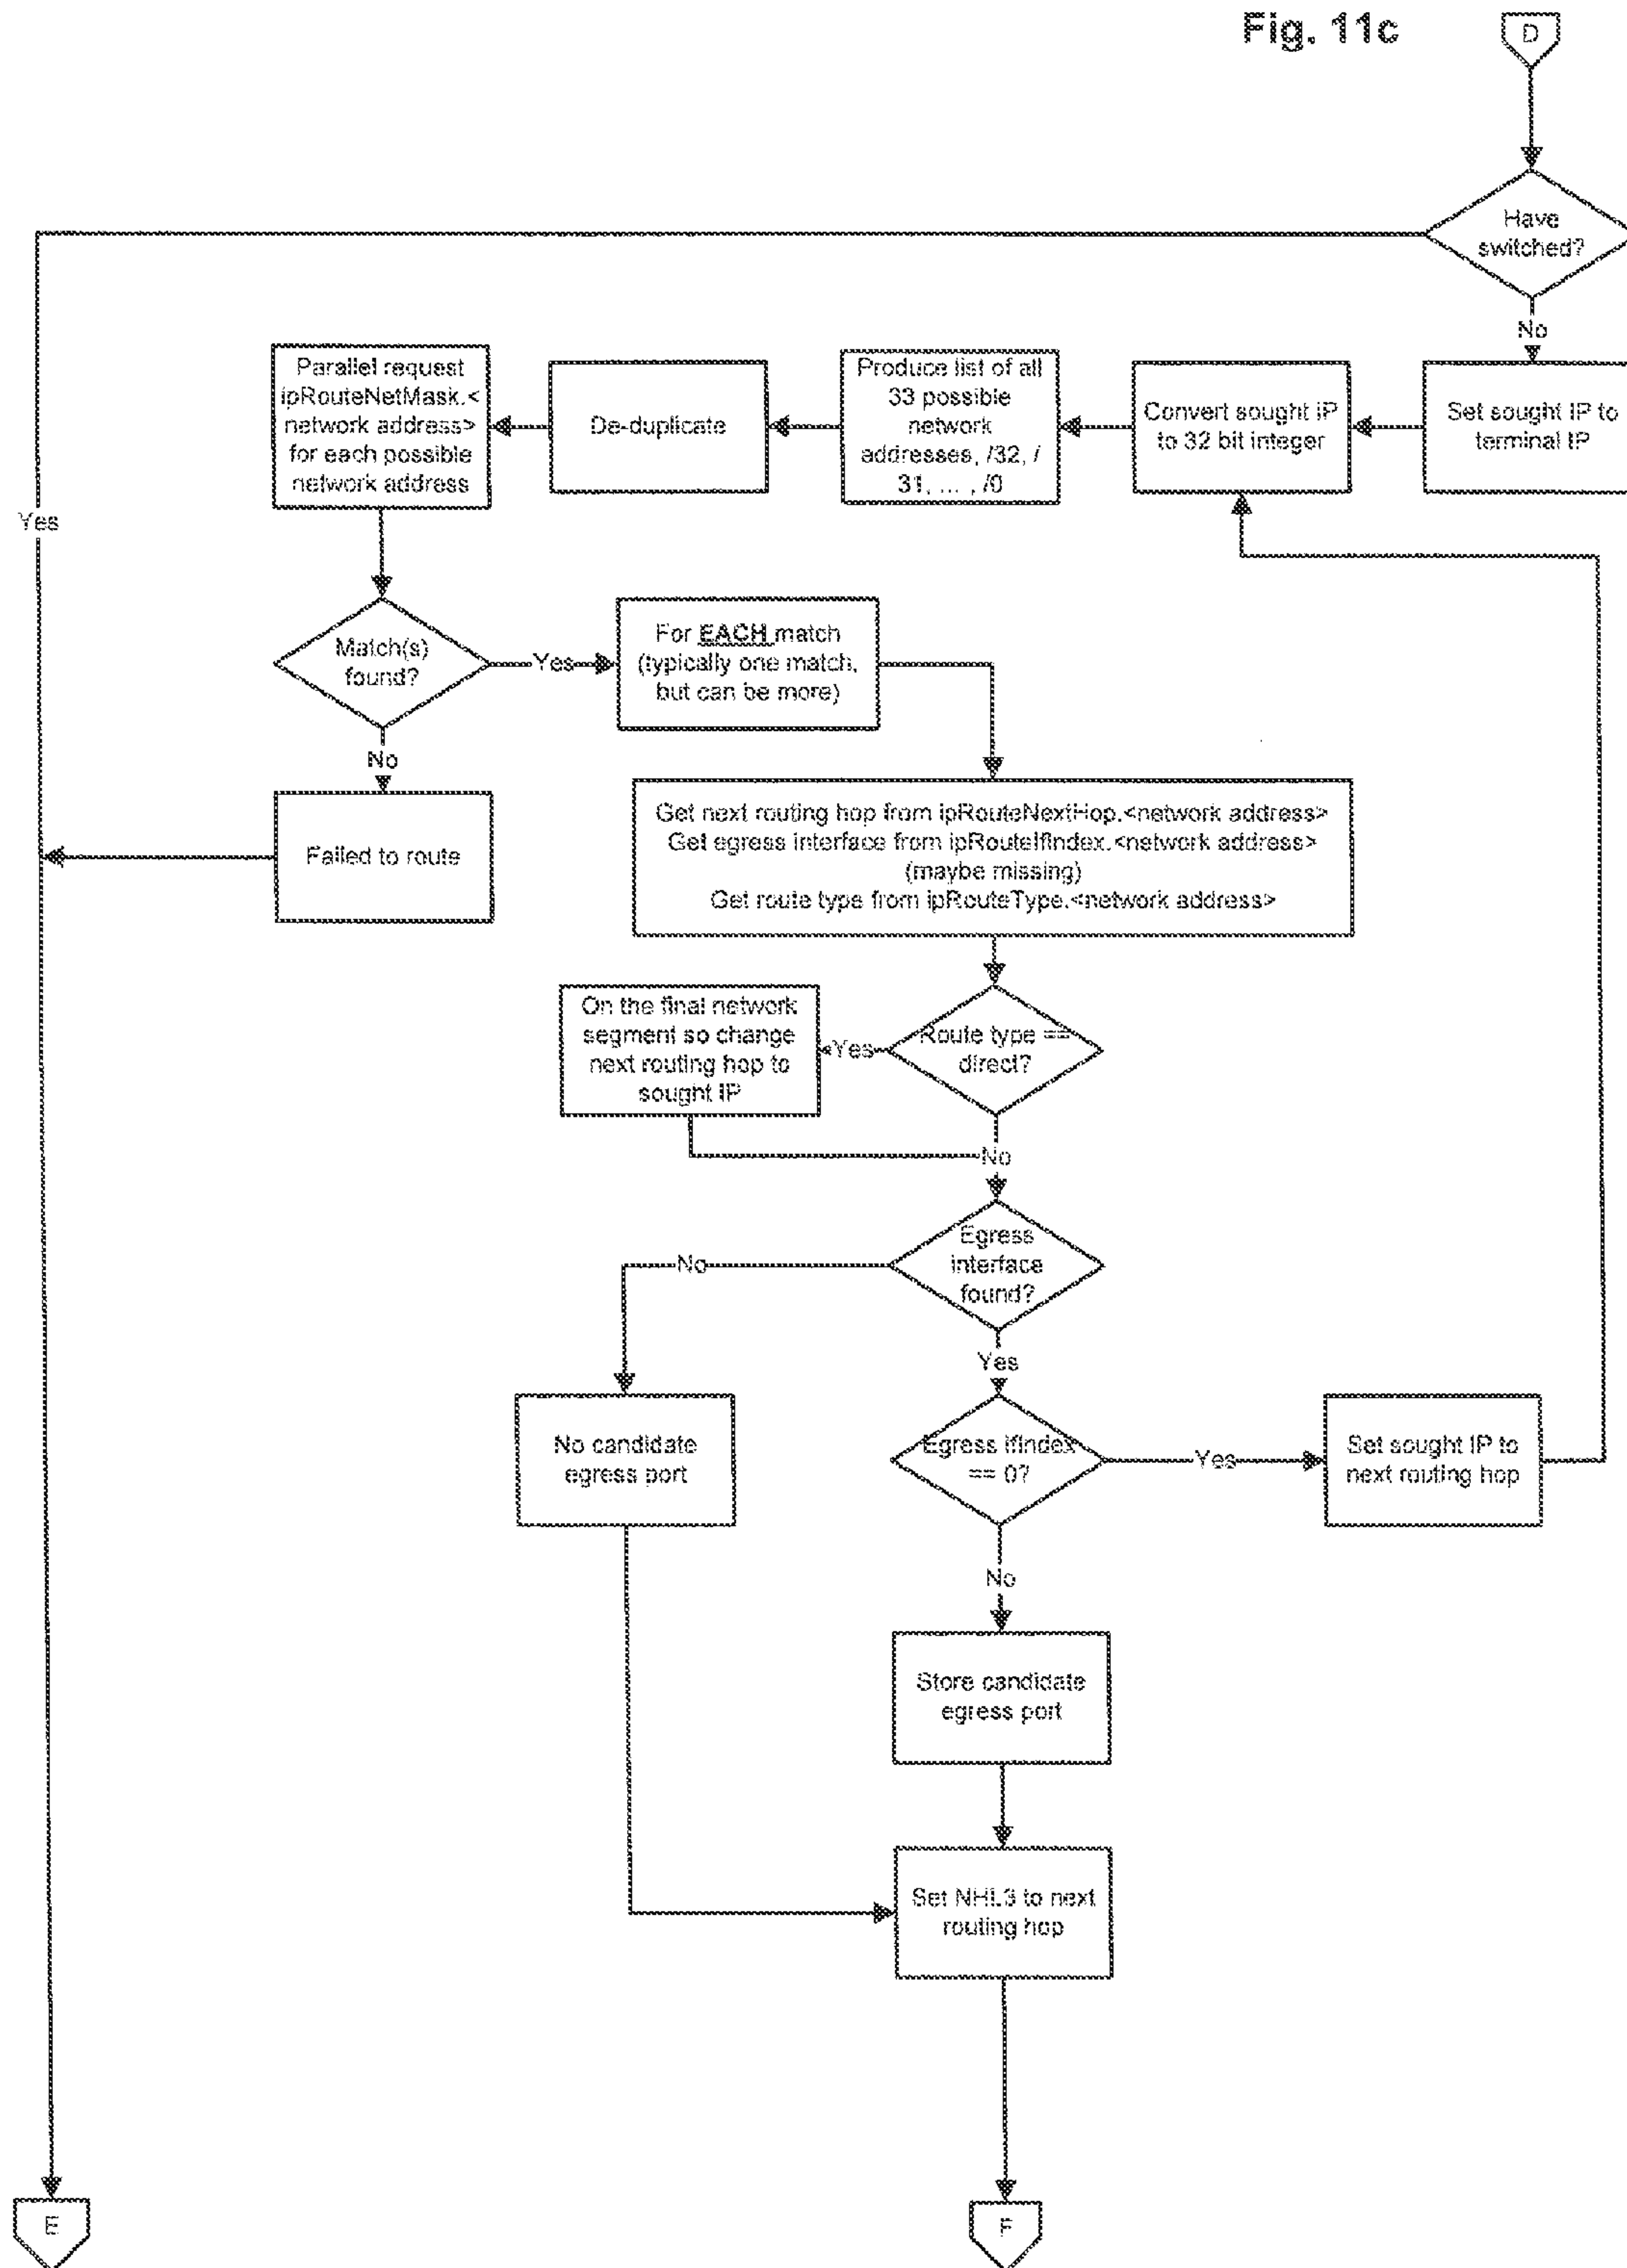 Fig. 11c
D
Have
switched?
No
Yes
Set sought IP to
terminal IP
Convert sought IP
to 32 bit integer
Produce list of all
33 possible
network
addresses, /32, /
31, ... , /0
De-duplicate
Parallel request
ipRouteNetMask.<
network address>
for each possible
network address
Match(s)
found?
Yes
For EACH match
(typically one match,
but can be more)
No
Failed to route
Get next routing hop from ipRouteNextHop.<network address>
Get egress interface from ipRouteIfIndex.<network address>
(maybe missing)
Get route type from ipRouteType.<network address>
Route type ==
direct?
Yes
On the final network
segment so change
next routing hop to
sought IP
No
Egress
interface
found?
No
Yes
No candidate
egress port
Egress ifIndex
== 0?
Yes
Set sought IP to
next routing hop
No
Store candidate
egress port
Set NHL3 to next
routing hop
E
F